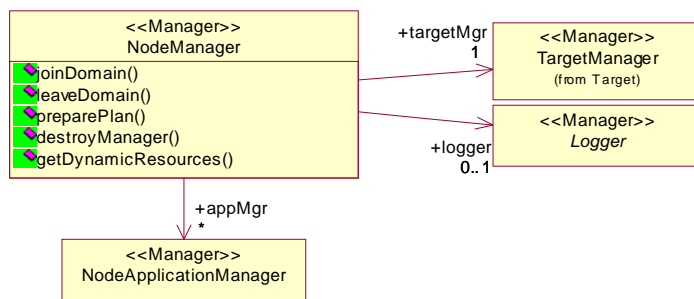 <<Manager>>
NodeManager
joinDomain()
leaveDomain()
preparePlan()
destroyManager()
getDynamicResources()
+targetMgr
1
<<Manager>>
TargetManager
(from Target)
<<Manager>>
Logger
+logger
0..1
+appMgr
*
<<Manager>>
NodeApplicationManager